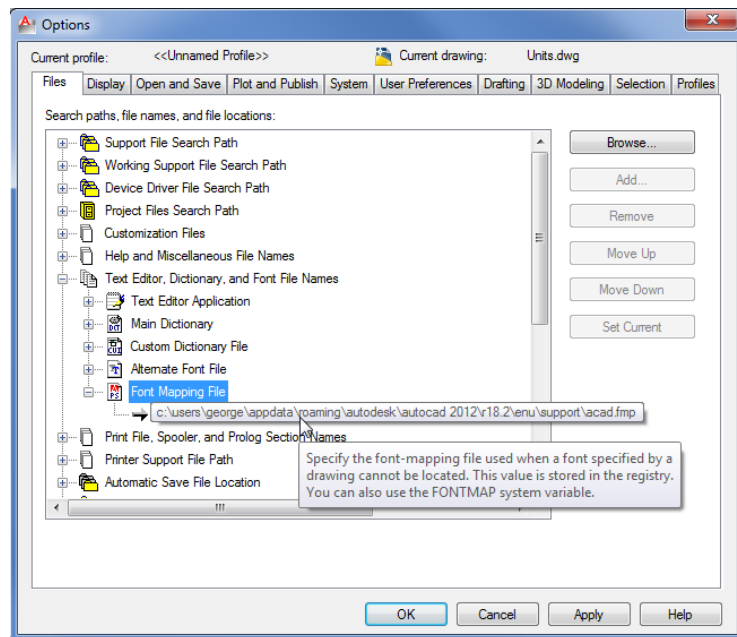 Options
Current profile: <<Unnamed Profile>> Current drawing: Units.dwg
Files Display Open and Save Plot and Publish System User Preferences Drafting 3D Modeling Selection Profiles
Search paths, file names, and file locations:
Support File Search Path
Working Support File Search Path
Device Driver File Search Path
Project Files Search Path
Customization Files
Help and Miscellaneous File Names
Text Editor, Dictionary, and Font File Names
Text Editor Application
Main Dictionary
Custom Dictionary File
Alternate Font File
Font Mapping File
c:\users\george\appdata\roaming\autodesk\autocad 2012\r18.2\enu\support\acad.fmp
Print File, Spooler, and Prolog Section Names
Printer Support File Path
Automatic Save File Location
Specify the font-mapping file used when a font specified by a
drawing cannot be located. This value is stored in the registry.
You can also use the FONTMAP system variable.
Browse...
Add...
Remove
Move Up
Move Down
Set Current
OK Cancel Apply Help